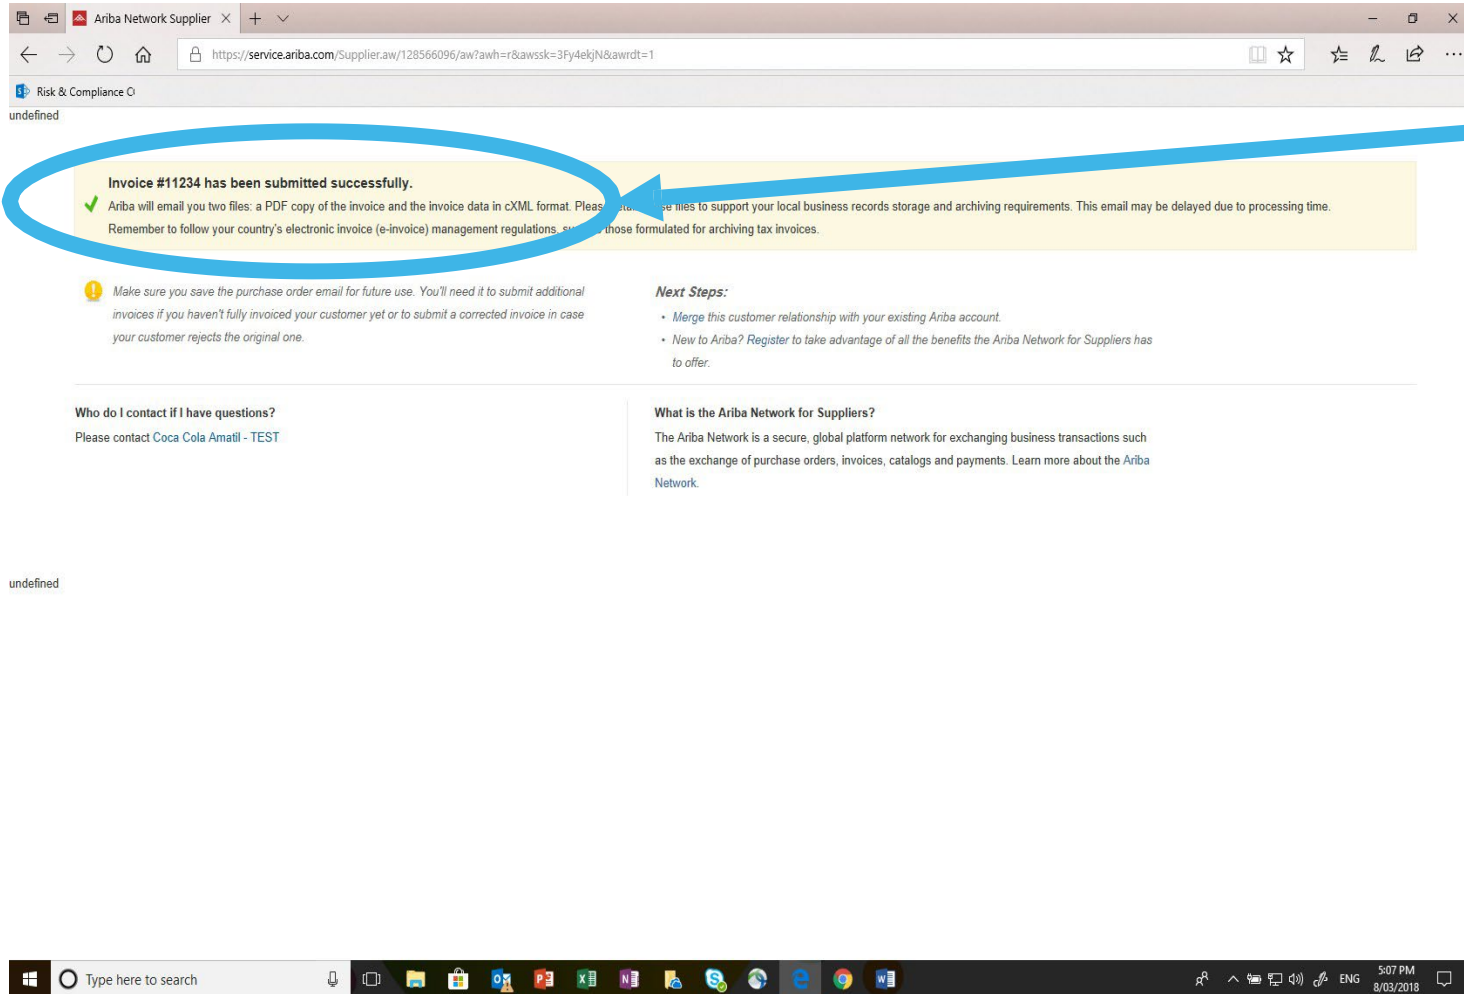 Ariba Network Supplier
https://service.ariba.com/Supplier.aw/128566096/aw?awh=r&awssk=3Fy4ekjN&awrdt=1
Risk & Compliance C
undefined
Invoice #11234 has been submitted successfully.
Ariba will email you two files: a PDF copy of the invoice and the invoice data in cXML format. files to support your local business records storage and archiving requirements. This email may be delayed due to processing time.
Remember to follow your country's electronic invoice (e-invoice) management regulations, those formulated for archiving tax invoices.
Make sure you save the purchase order email for future use. You'll need it to submit additional
invoices if you haven't fully invoiced your customer yet or to submit a corrected invoice in case
your customer rejects the original one.
Next Steps:
• Merge this customer relationship with your existing Ariba account.
• New to Ariba? Register to take advantage of all the benefits the Ariba Network for Suppliers has
to offer.
Who do I contact if I have questions?
Please contact Coca Cola Amatil - TEST
What is the Ariba Network for Suppliers?
The Ariba Network is a secure, global platform network for exchanging business transactions such
as the exchange of purchase orders, invoices, catalogs and payments. Learn more about the Ariba
Network.
undefined
Type here to search
ENG
5:07 PM
8/03/2018